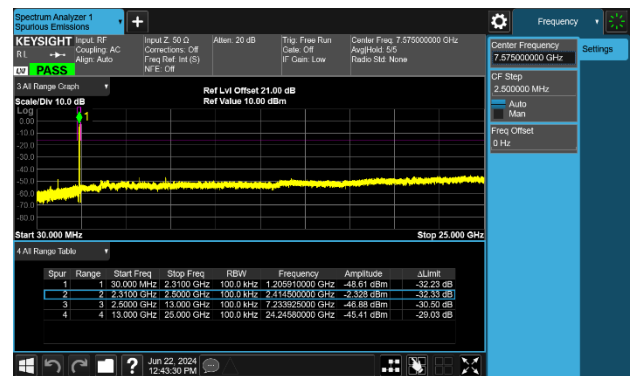 Spectrum Analyzer 1
Spurious Emissions
+
Frequency
KEYSIGHT Input: RF Input Z: 50 Ω Atten: 20 dB Trig: Free Run Center Freq: 7.575000000 GHz
RL Coupling: AC Corrections: Off Gate: Off Avg|Hold: 5/5
Align: Auto Freq Ref: Int (S) IF Gain: Low Radio Std: None
LXI PASS NFE: Off
Center Frequency
7.575000000 GHz
Settings
CF Step
2.500000 MHz
Auto
Man
Freq Offset
0 Hz
3 All Range Graph
Ref Lvl Offset 21.00 dB
Scale/Div 10.0 dB Ref Value 10.00 dBm
Log
1
0.00
-10.0
-20.0
-30.0
-40.0
-50.0
-60.0
-70.0
-80.0
Start 30.000 MHz Stop 25.000 GHz
4 All Range Table
Spur Range Start Freq Stop Freq RBW Frequency Amplitude ΔLimit
1 1 30.000 MHz 2.3100 GHz 100.0 kHz 1.205910000 GHz -48.61 dBm -32.23 dB
2 2 2.3100 GHz 2.5000 GHz 100.0 kHz 2.414500000 GHz -2.328 dBm -32.33 dB
3 3 2.5000 GHz 13.000 GHz 100.0 kHz 7.233925000 GHz -46.88 dBm -30.50 dB
4 4 13.000 GHz 25.000 GHz 100.0 kHz 24.24580000 GHz -45.41 dBm -29.03 dB
? Jun 22, 2024
12:43:30 PM